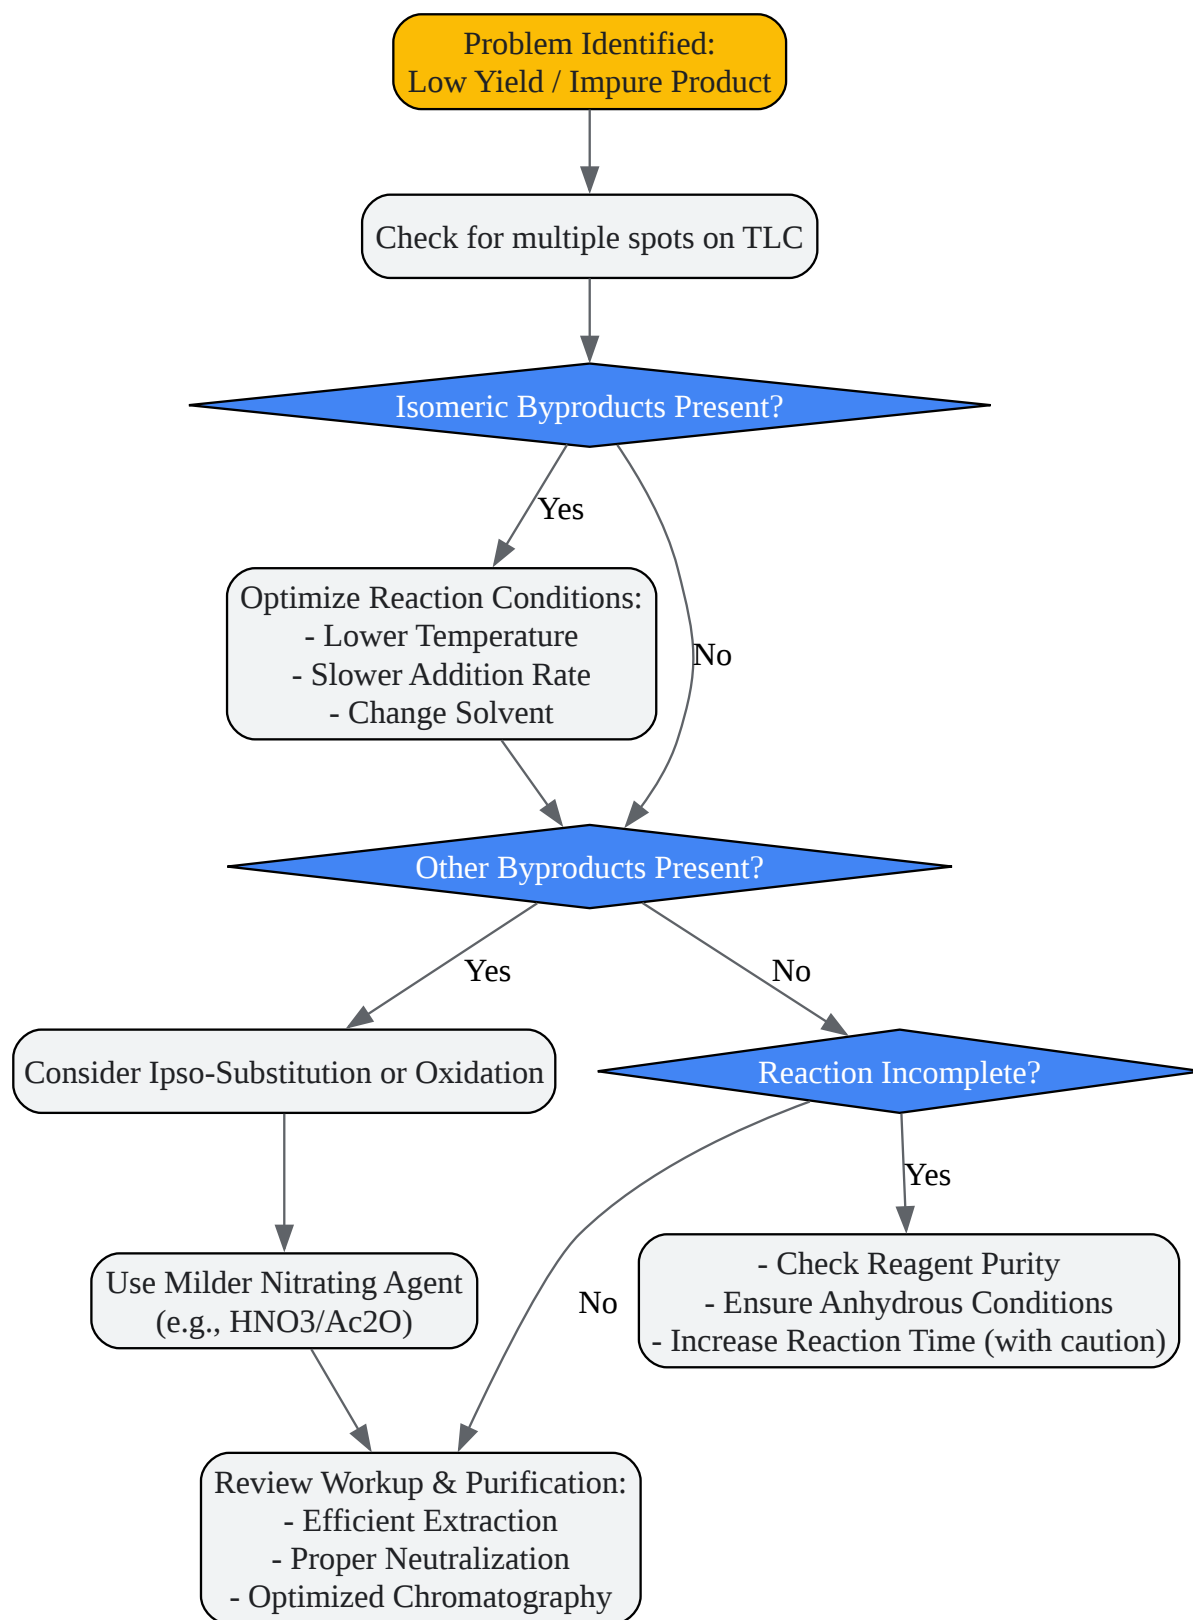 Problem Identified:
Low Yield / Impure Product
Check for multiple spots on TLC
Isomeric Byproducts Present?
Yes
Optimize Reaction Conditions:
- Lower Temperature
- Slower Addition Rate
- Change Solvent
No
Other Byproducts Present?
Yes
No
Consider Ipso-Substitution or Oxidation
Reaction Incomplete?
Yes
Use Milder Nitrating Agent
(e.g., HNO3/Ac2O)
No
- Check Reagent Purity
- Ensure Anhydrous Conditions
- Increase Reaction Time (with caution)
Review Workup & Purification:
- Efficient Extraction
- Proper Neutralization
- Optimized Chromatography